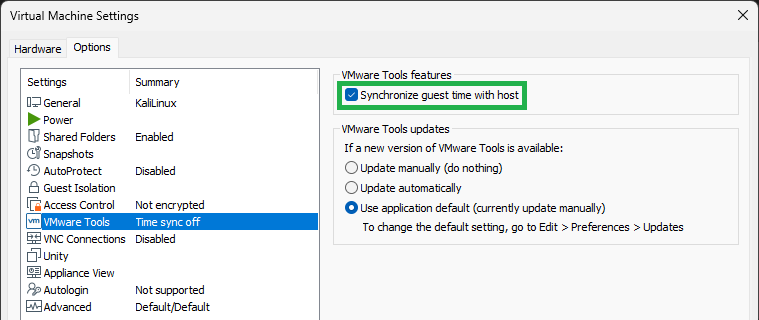 Virtual Machine Settings
Hardware Options
Settings Summary
General KaliLinux
Power
Shared Folders Enabled
Snapshots
AutoProtect Disabled
Guest Isolation
Access Control Not encrypted
vm VMware Tools Time sync off
VNC Connections Disabled
Unity
Appliance View
Autologin Not supported
Advanced Default/Default
VMware Tools features
Synchronize guest time with host
VMware Tools updates
If a new version of VMware Tools is available:
Update manually (do nothing)
Update automatically
Use application default (currently update manually)
To change the default setting, go to Edit > Preferences > Updates